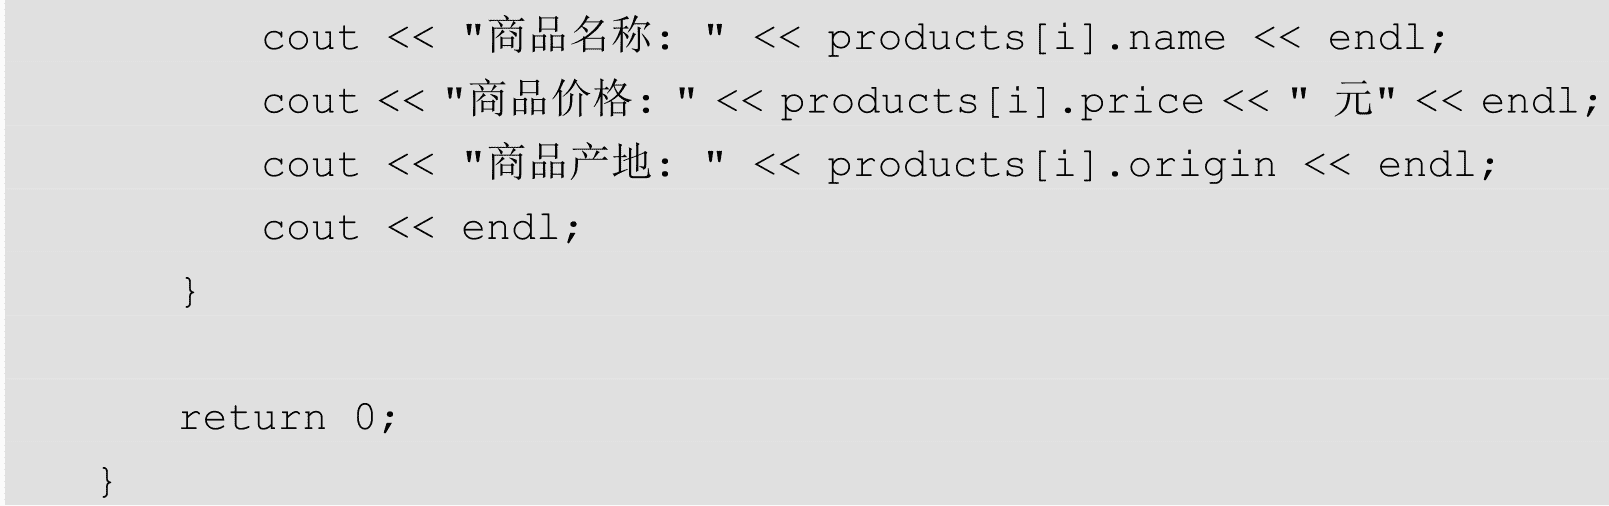 cout << "商品名称: " << products[i].name << endl;
cout << "商品价格:" << products[i].price << " 元" << endl;
cout << "商品产地: " << products[i].origin << endl;
cout << endl;
}
return 0;
}